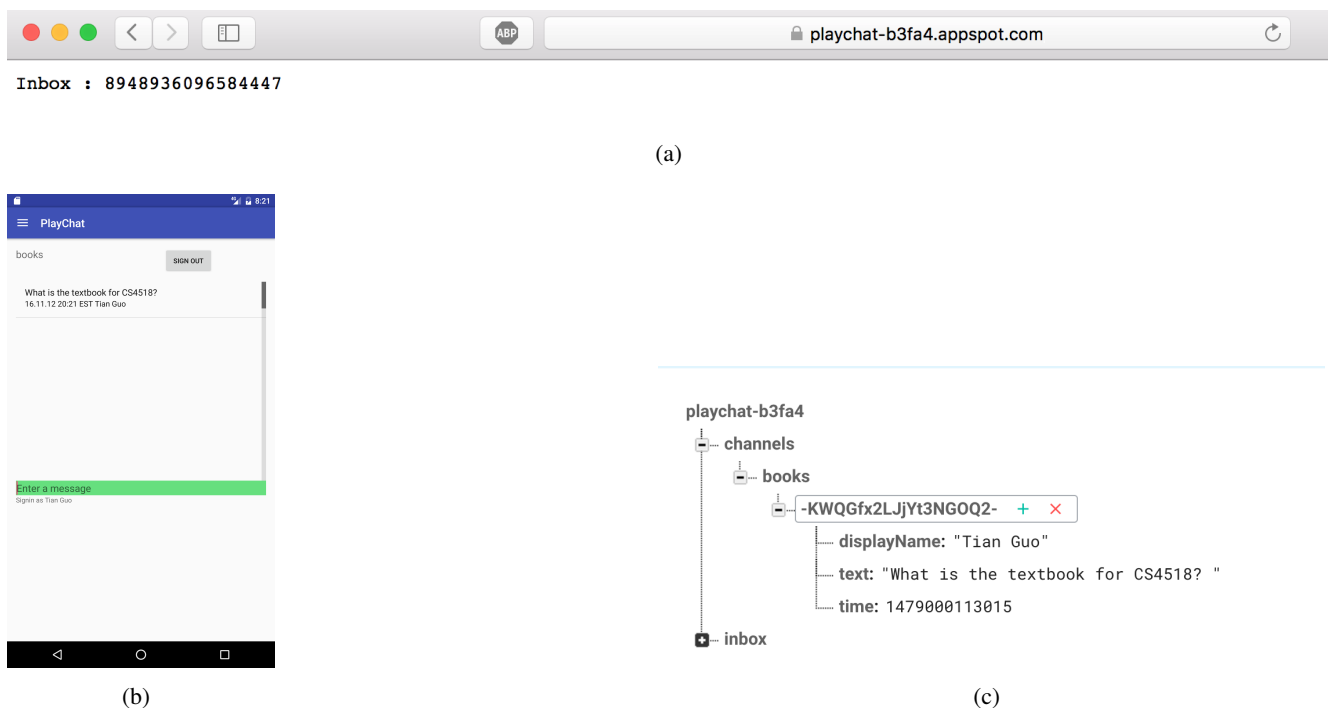 ABP
playchat-b3fa4.appspot.com
Inbox : 8948936096584447
(a)
8:21
PlayChat
books
SIGN OUT
What is the textbook for CS4518?
16.11.12 20:21 EST Tian Guo
Enter a message
Signin as Tian Guo
(b)
playchat-b3fa4
channels
books
-KWQGfx2LJjYt3NGOQ2-
displayName: "Tian Guo"
text: "What is the textbook for CS4518? "
time: 1479000113015
inbox
(c)